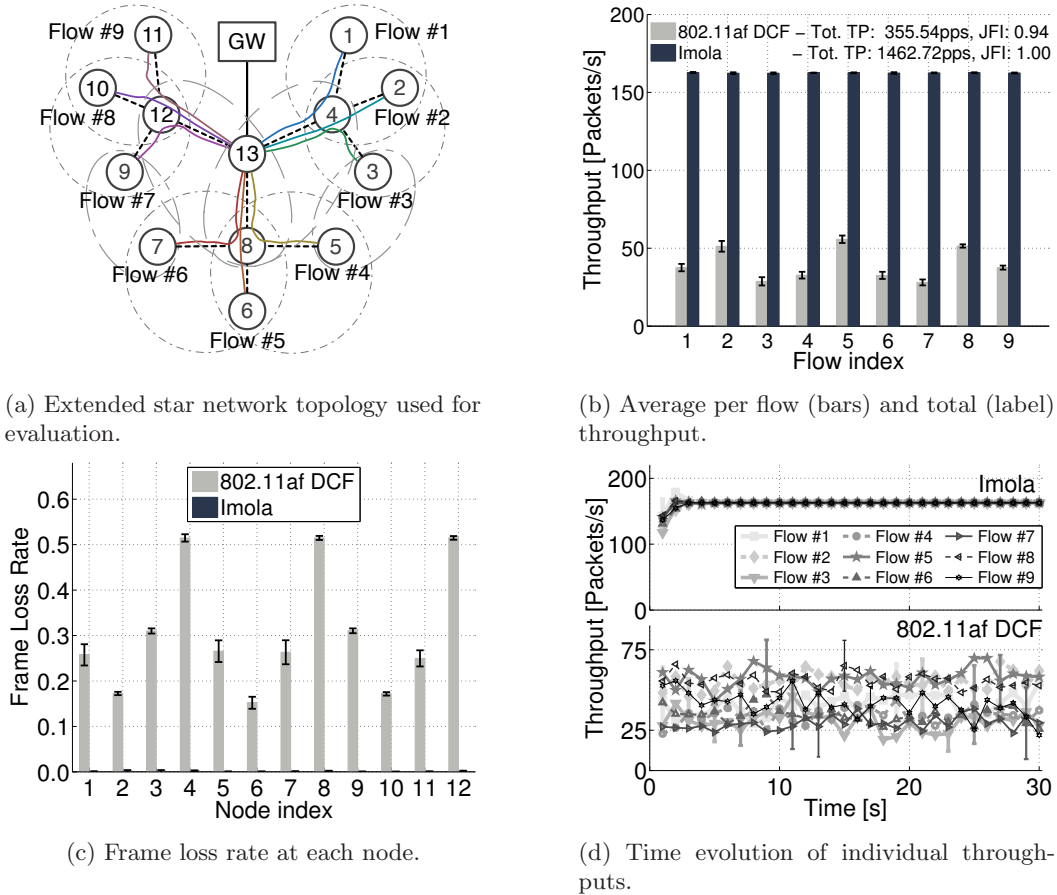 Flow #9
11
GW
1
Flow #1
10
2
Flow #8
12
4
Flow #2
13
9
3
Flow #7
Flow #3
7
8
5
Flow #6
Flow #4
6
Flow #5
(a) Extended star network topology used for
evaluation.
200
150
100
50
0
Throughput [Packets/s]
802.11af DCF – Tot. TP: 355.54pps, JFI: 0.94
Imola – Tot. TP: 1462.72pps, JFI: 1.00
1 2 3 4 5 6 7 8 9
Flow index
(b) Average per flow (bars) and total (label)
throughput.
0.6
0.5
0.4
0.3
0.2
0.1
0.0
Frame Loss Rate
802.11af DCF
Imola
1 2 3 4 5 6 7 8 9 10 11 12
Node index
(c) Frame loss rate at each node.
Throughput [Packets/s]
200
100
0
Imola
Flow #1 Flow #4 Flow #7
Flow #2 Flow #5 Flow #8
Flow #3 Flow #6 Flow #9
802.11af DCF
75
25
0
0 10 20 30
Time [s]
(d) Time evolution of individual through-
puts.